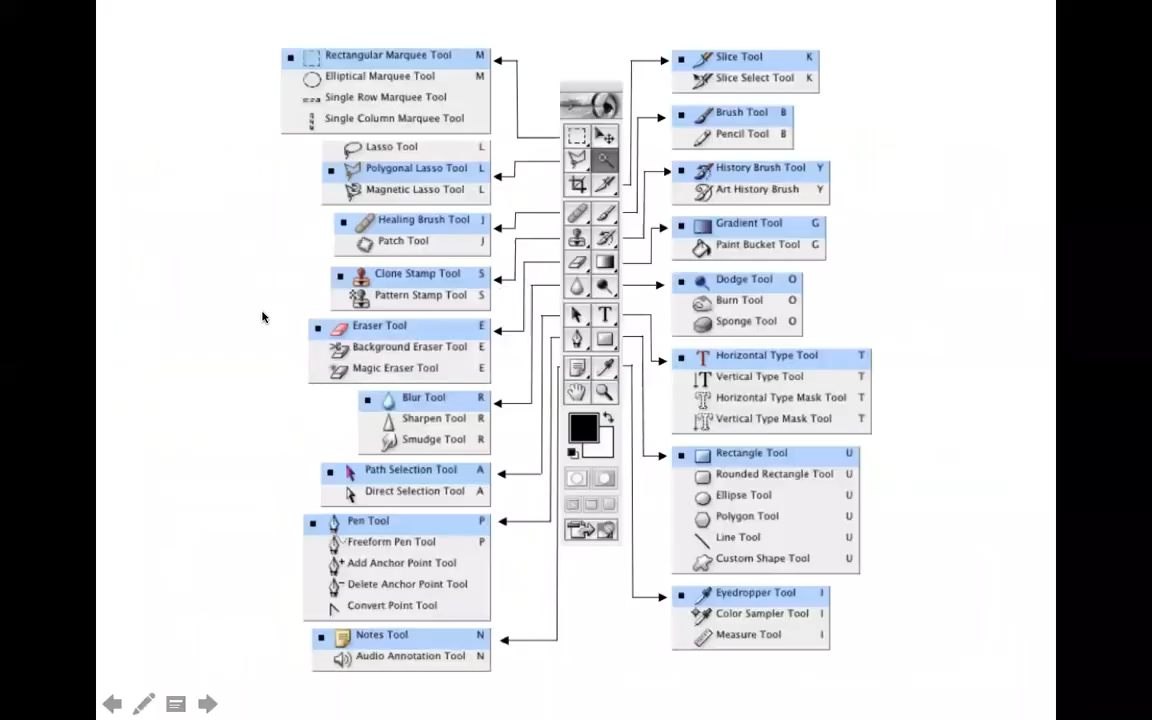 Rectangular Marquee Tool M
Elliptical Marquee Tool M
Single Row Marquee Tool
Single Column Marquee Tool
Lasso Tool L
Polygonal Lasso Tool L
Magnetic Lasso Tool L
Healing Brush Tool J
Patch Tool J
Clone Stamp Tool S
Pattern Stamp Tool S
Eraser Tool E
Background Eraser Tool E
Magic Eraser Tool E
Blur Tool R
Sharpen Tool R
Smudge Tool R
Path Selection Tool A
Direct Selection Tool A
Pen Tool P
Freeform Pen Tool P
Add Anchor Point Tool
Delete Anchor Point Tool
Convert Point Tool
Notes Tool N
Audio Annotation Tool N
T
Slice Tool K
Slice Select Tool K
Brush Tool B
Pencil Tool B
History Brush Tool Y
Art History Brush Y
Gradient Tool G
Paint Bucket Tool G
Dodge Tool O
Burn Tool O
Sponge Tool O
T Horizontal Type Tool T
T Vertical Type Tool T
T Horizontal Type Mask Tool T
T Vertical Type Mask Tool T
Rectangle Tool U
Rounded Rectangle Tool U
Ellipse Tool U
Polygon Tool U
Line Tool U
Custom Shape Tool U
Eyedropper Tool I
Color Sampler Tool I
Measure Tool I